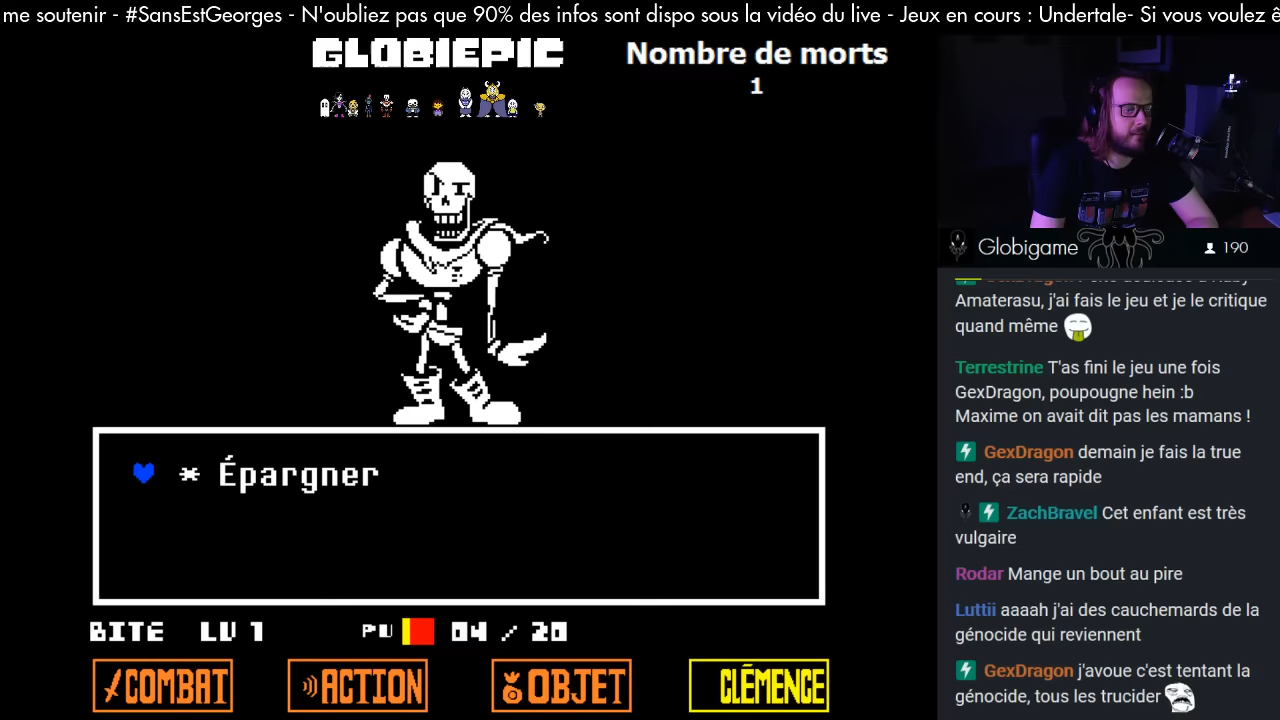 me soutenir - #SansEstGeorges - N'oubliez pas que 90% des infos sont dispo sous la vidéo du live - Jeux en cours : Undertale- Si vous voulez ê
GLOBIEPIC
Nombre de morts
1
Globigame
190
Amaterasu, j'ai fais le jeu et je le critique
quand même
Terrestrine T'as fini le jeu une fois
GexDragon, poupougne hein :b
Maxime on avait dit pas les mamans !
GexDragon demain je fais la true
end, ça sera rapide
ZachBravel Cet enfant est très
vulgaire
Rodar Mange un bout au pire
Luttii aaaah j'ai des cauchemards de la
génocide qui reviennent
GexDragon j'avoue c'est tentant la
génocide, tous les trucider
* Épargner
BITE LV 1 PV 04 / 20
COMBAT ACTION OBJET CLÉMENCE